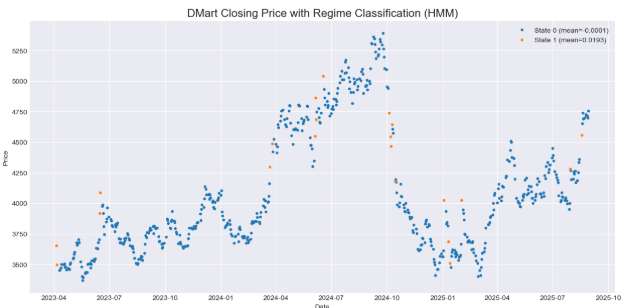 DMart Closing Price with Regime Classification (HMM)
State 0 (mean=-0.0001)
State 1 (mean=0.0193)
5250
5000
4750
4500
4250
4000
3750
3500
Price
2023-04 2023-07 2023-10 2024-01 2024-04 2024-07 2024-10 2025-01 2025-04 2025-07 2025-10
Date